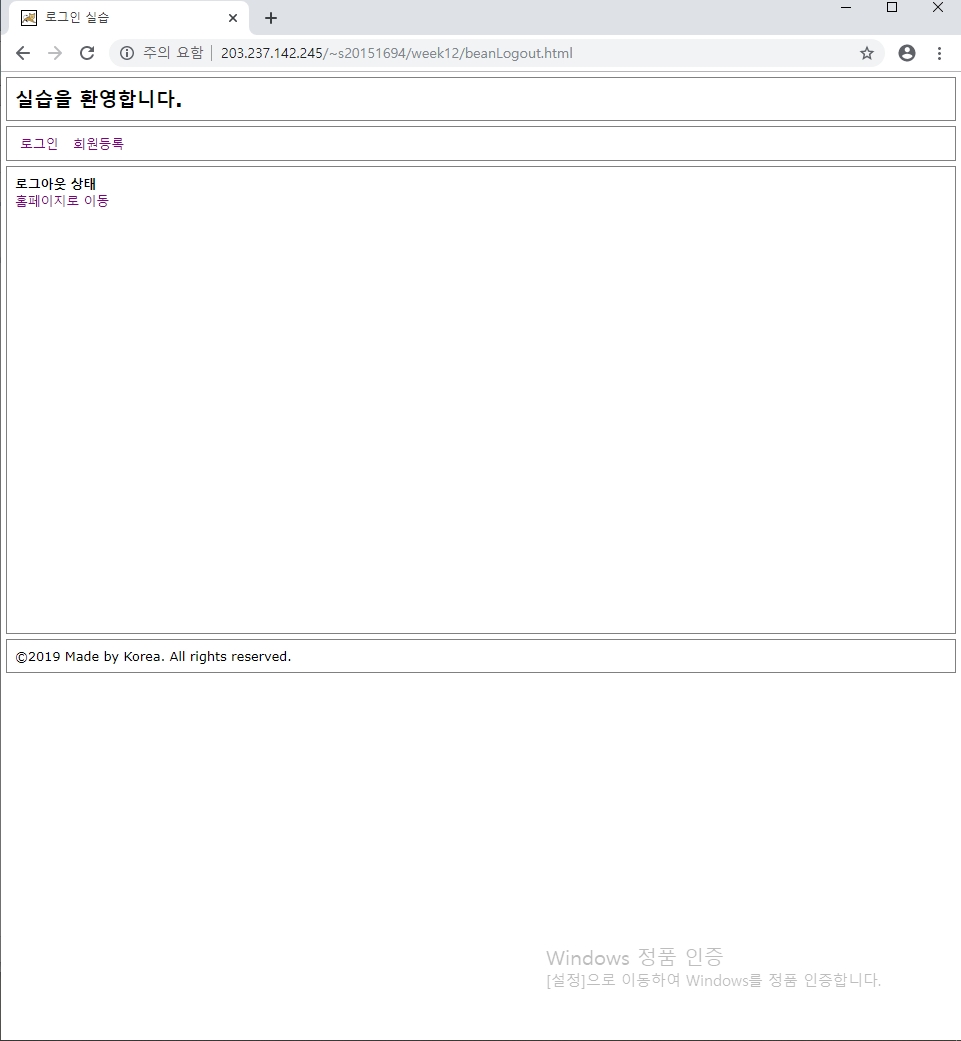 로그인 실습
주의 요함 | 203.237.142.245/~s20151694/week12/beanLogout.html
실습을 환영합니다.
로그인 회원등록
로그아웃 상태
홈페이지로 이동
©2019 Made by Korea. All rights reserved.
Windows 정품 인증
[설정]으로 이동하여 Windows를 정품 인증합니다.